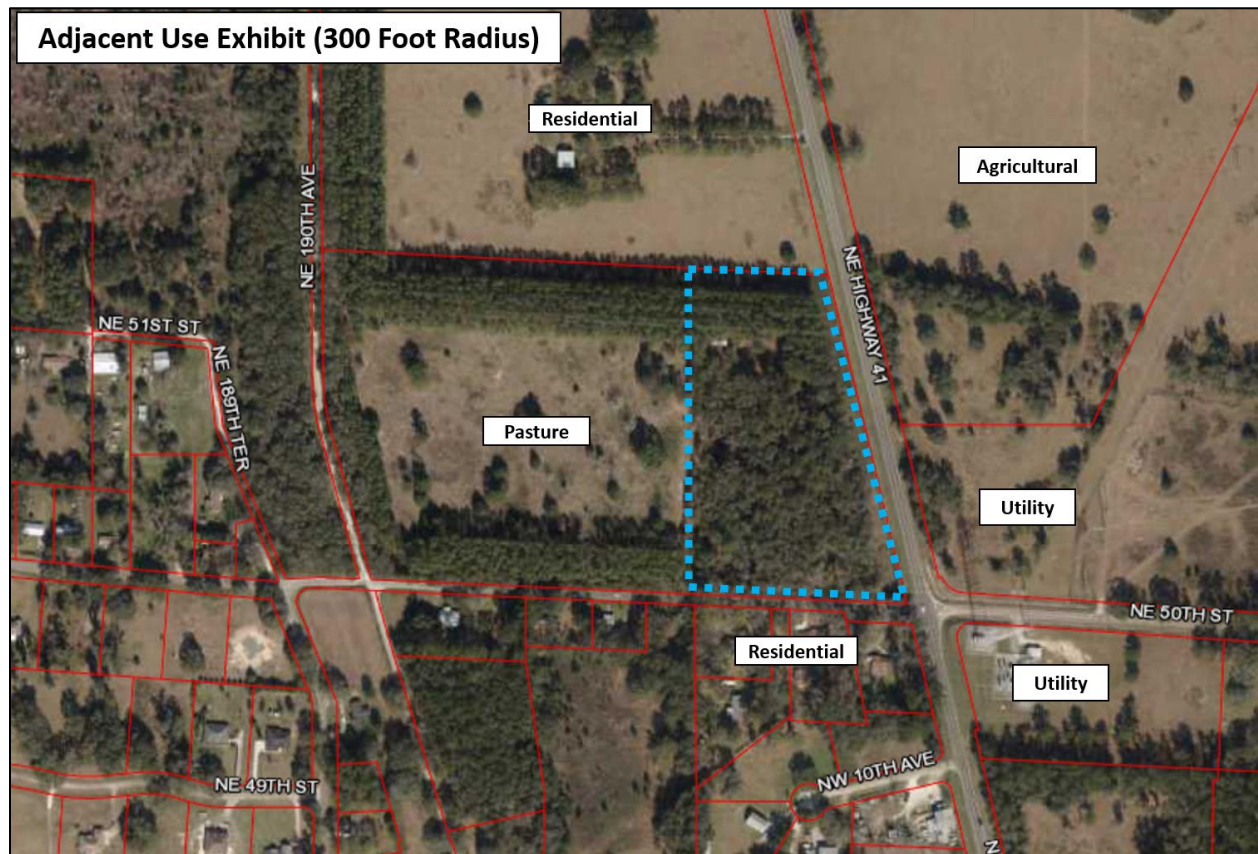 Adjacent Use Exhibit (300 Foot Radius)
Residential
Agricultural
NE 190TH AVE
NE HIGHWAY 41
NE 51ST ST
NE 189TH TER
Pasture
Utility
NE 50TH ST
Residential
Utility
NW 10TH AVE
NE 49TH ST
N